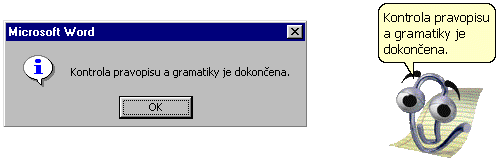 Microsoft Word
Kontrola pravopisu a gramatiky je dokončena.
OK
Kontrola pravopisu
a gramatiky je
dokončena.